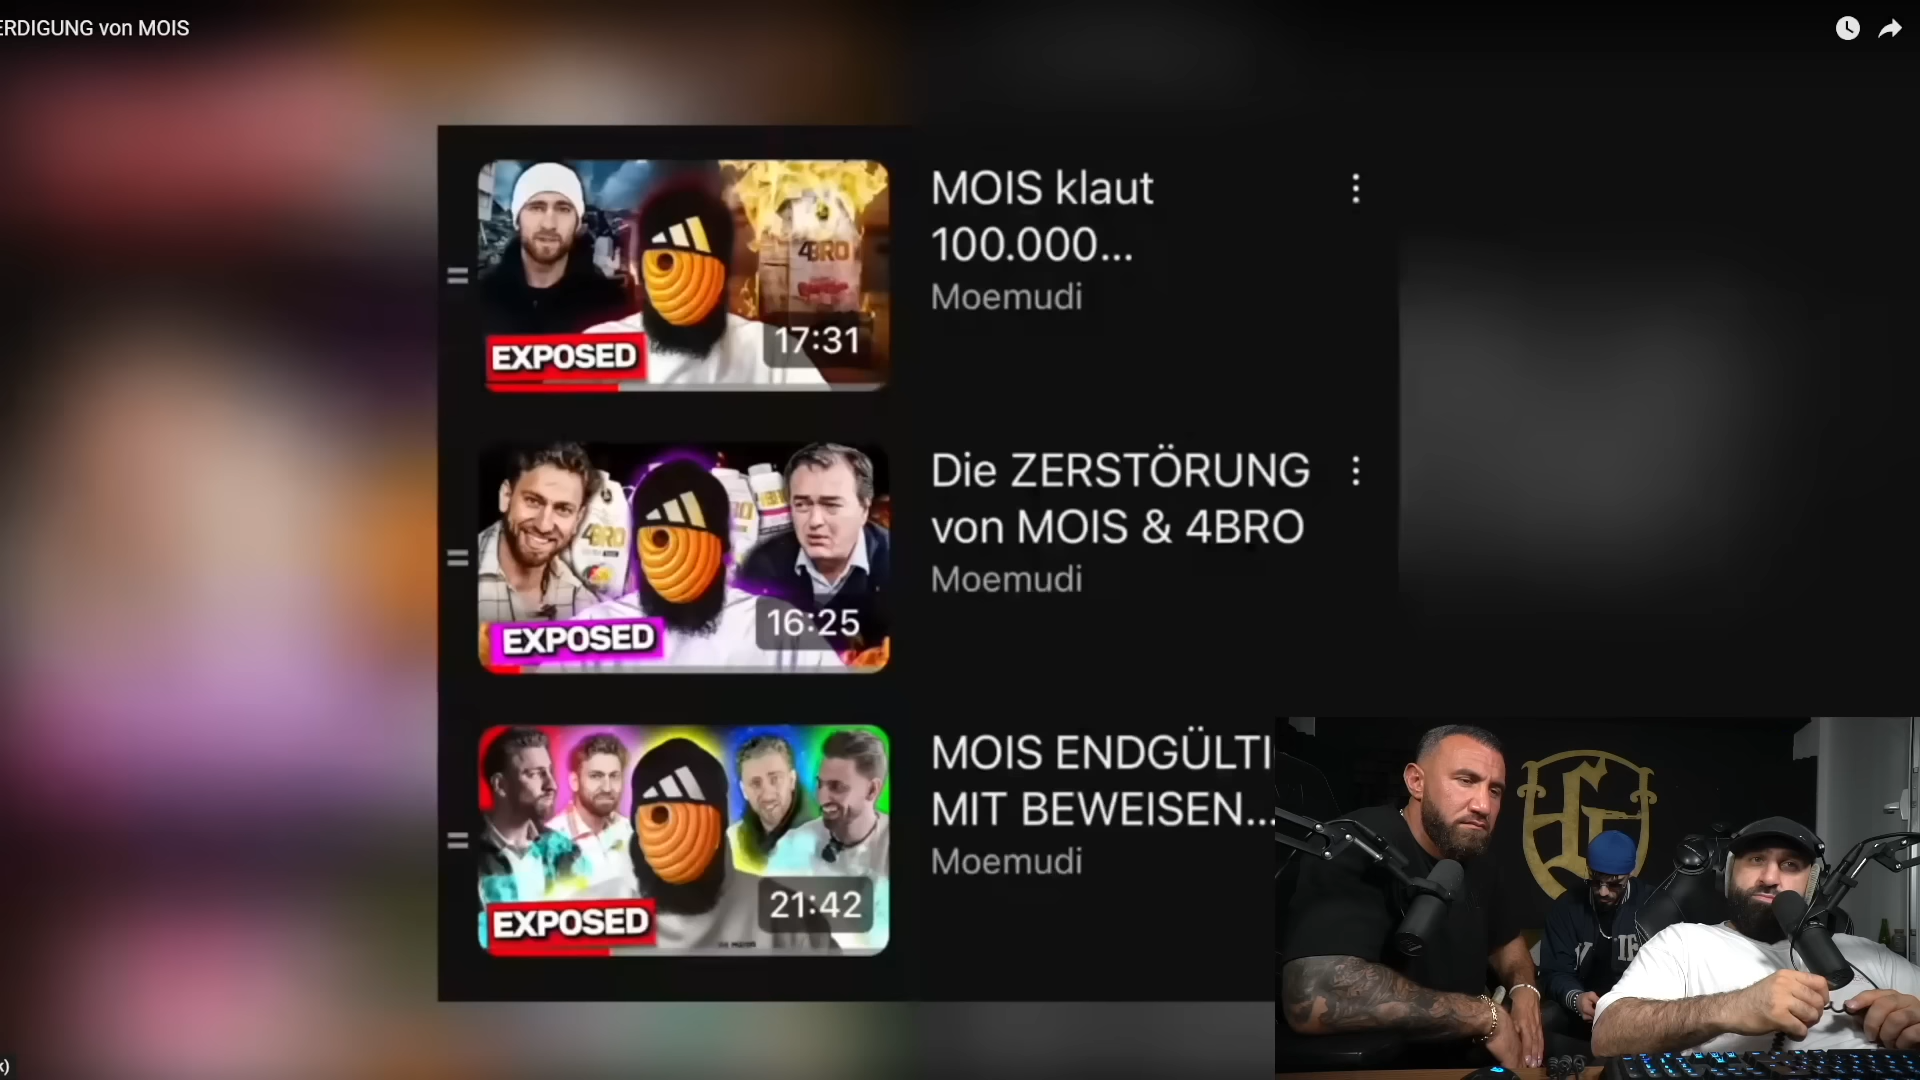 ERDIGUNG von MOIS
MOIS klaut
100.000...
Moemudi
4BRO
17:31
EXPOSED
Die ZERSTÖRUNG
von MOIS & 4BRO
Moemudi
4BRO
16:25
EXPOSED
MOIS ENDGÜLTI
MIT BEWEISEN...
Moemudi
21:42
EXPOSED